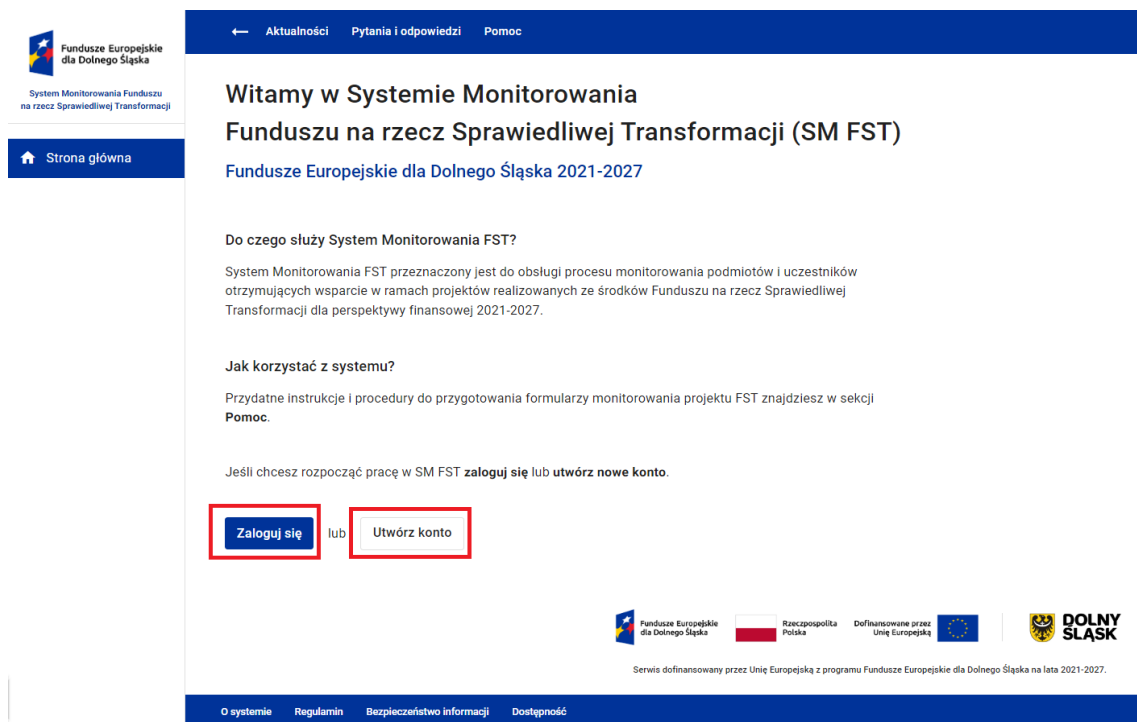 Fundusze Europejskie
dla Dolnego Śląska
System Monitorowania Funduszu
na rzecz Sprawiedliwej Transformacji
Strona główna
Aktualności Pytania i odpowiedzi Pomoc
Witamy w Systemie Monitorowania
Funduszu na rzecz Sprawiedliwej Transformacji (SM FST)
Fundusze Europejskie dla Dolnego Śląska 2021-2027
Do czego służy System Monitorowania FST?
System Monitorowania FST przeznaczony jest do obsługi procesu monitorowania podmiotów i uczestników
otrzymujących wsparcie w ramach projektów realizowanych ze środków Funduszu na rzecz Sprawiedliwej
Transformacji dla perspektywy finansowej 2021-2027.
Jak korzystać z systemu?
Przydatne instrukcje i procedury do przygotowania formularzy monitorowania projektu FST znajdziesz w sekcji
Pomoc.
Jeśli chcesz rozpocząć pracę w SM FST zaloguj się lub utwórz nowe konto.
Zaloguj się lub Utwórz konto
Fundusze Europejskie
dla Dolnego Śląska
Rzeczpospolita
Polska
Dofinansowane przez
Unię Europejską
DOLNY
ŚLĄSK
Serwis dofinansowany przez Unię Europejską z programu Fundusze Europejskie dla Dolnego Śląska na lata 2021-2027.
O systemie Regulamin Bezpieczeństwo informacji Dostępność